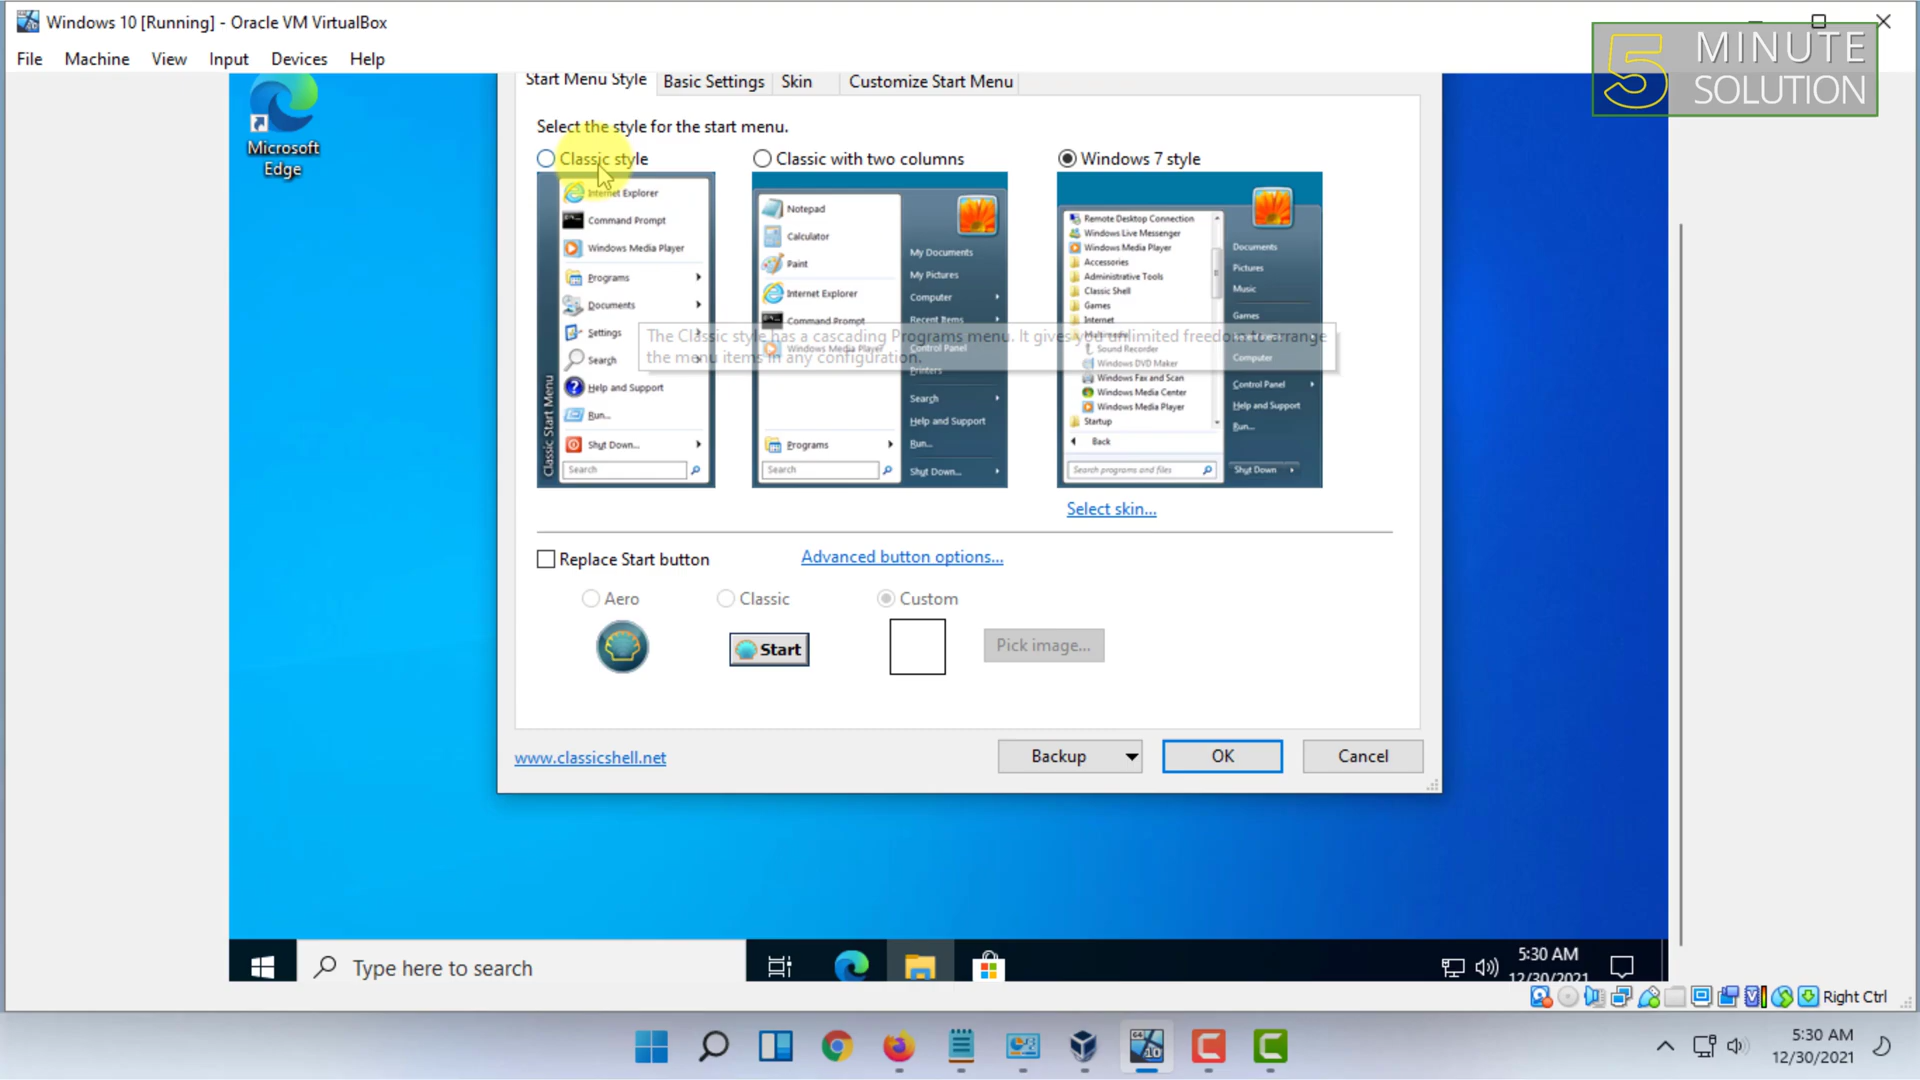 Windows 10 [Running] - Oracle VM VirtualBox
File Machine View Input Devices Help
5 MINUTE
SOLUTION
Microsoft
Edge
Start Menu Style Basic Settings Skin Customize Start Menu
Select the style for the start menu.
Classic style Classic with two columns Windows 7 style
Internet Explorer
Command Prompt
Windows Media Player
Programs
Documents
Settings
Search
Help and Support
Run...
Shut Down...
Search
Classic Start Menu
Notepad
Calculator
Paint
Internet Explorer
Command Prompt
Windows Media Player
Programs
Search
My Documents
My Pictures
Computer
Recent Items
Control Panel
Printers
Search
Help and Support
Run...
Shut Down...
Remote Desktop Connection
Windows Live Messenger
Windows Media Player
Accessories
Administrative Tools
Classic Shell
Games
Internet
Multimedia
Sound Recorder
Windows DVD Maker
Windows Fax and Scan
Windows Media Center
Windows Media Player
Startup
Back
Search programs and files
Documents
Pictures
Music
Games
Computer
Control Panel
Help and Support
Run...
Shut Down
The Classic style has a cascading Programs menu. It gives you unlimited freedom to arrange
the menu items in any configuration.
Select skin...
Replace Start button Advanced button options...
Aero Classic Custom
Start Pick image...
www.classicshell.net Backup OK Cancel
Type here to search
5:30 AM
12/30/2021
Right Ctrl
64
10
5:30 AM
12/30/2021